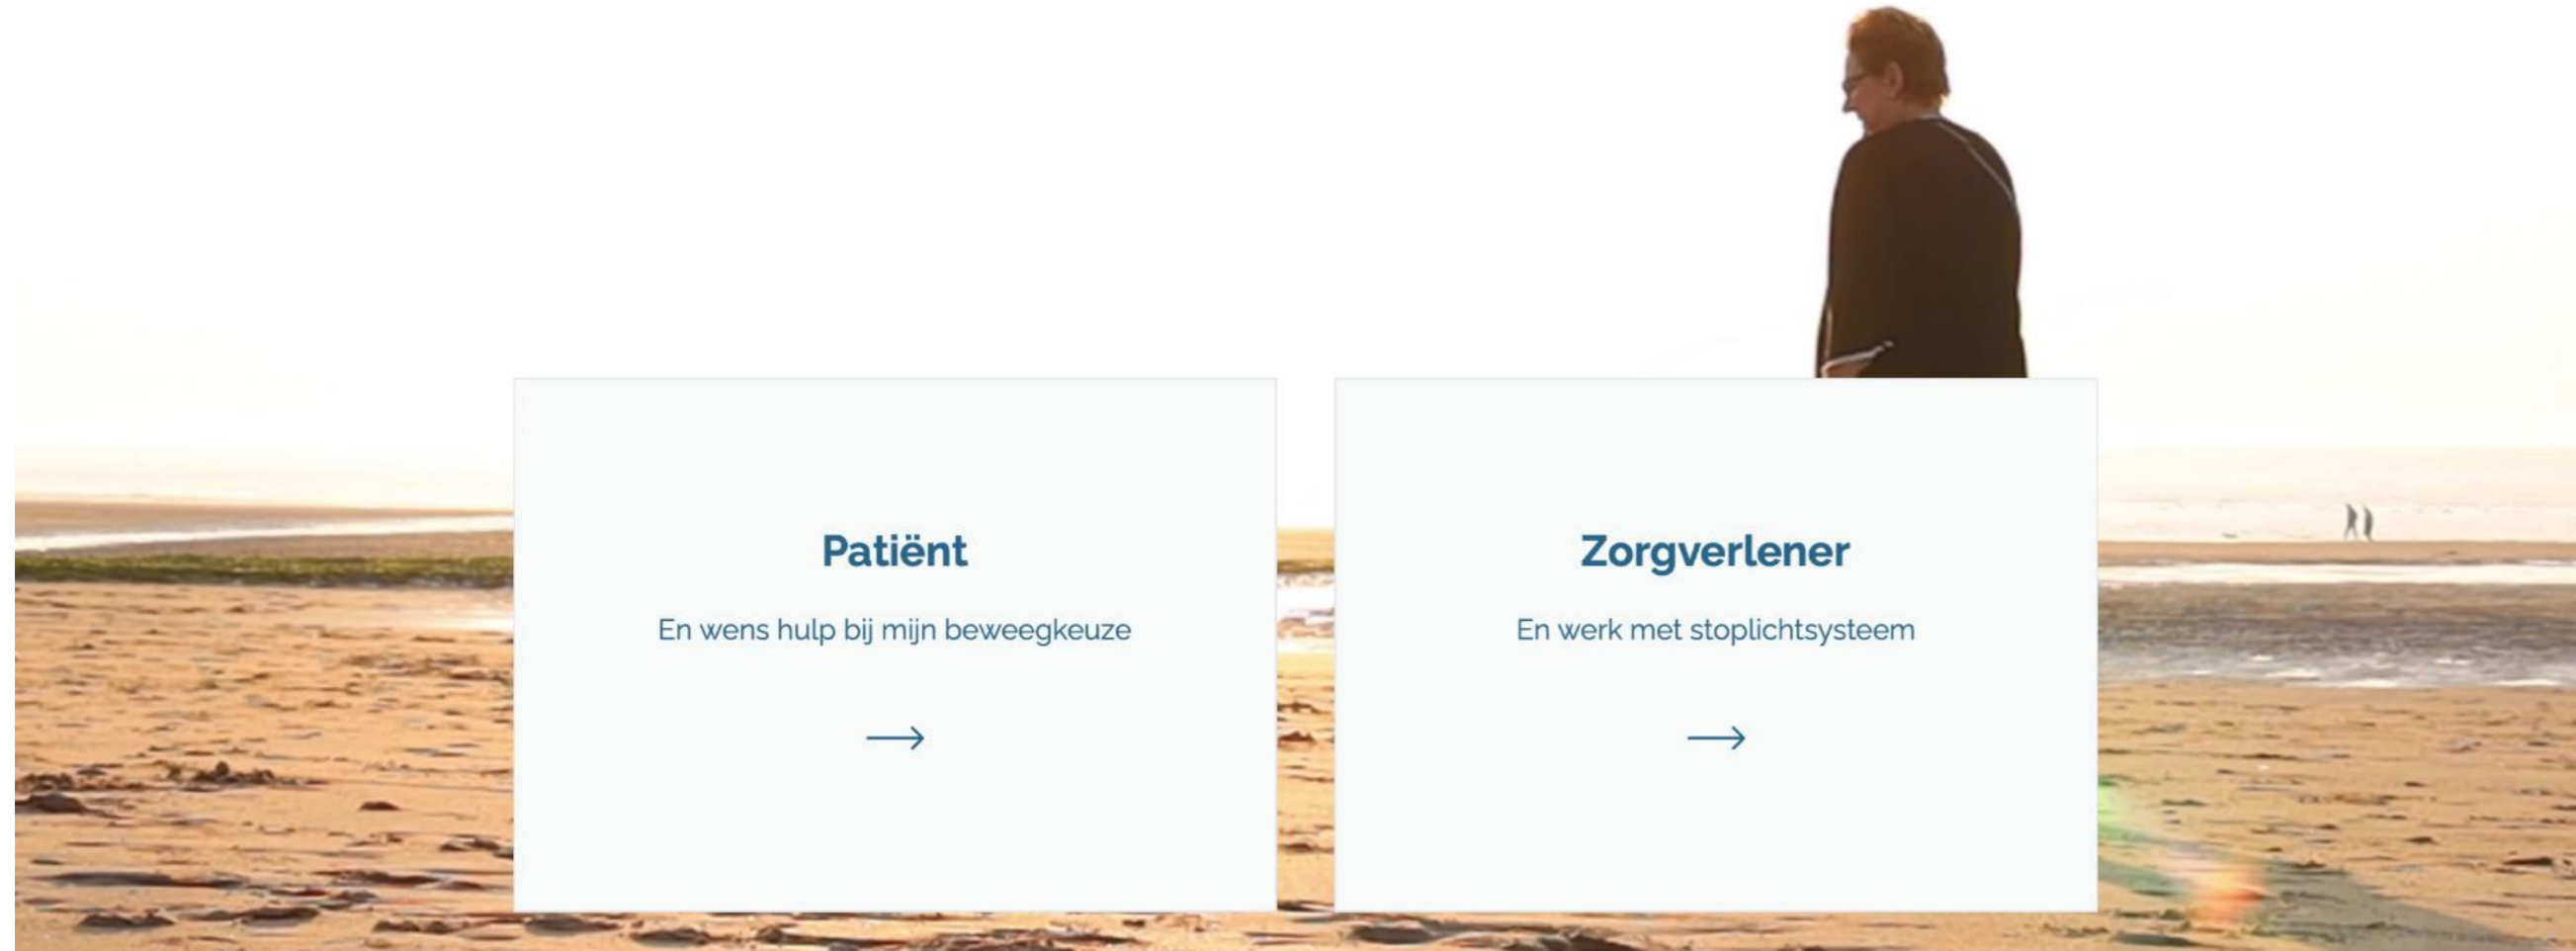 Patiënt
En wens hulp bij mijn beweegkeuze
Zorgverlener
En werk met stoplichtsysteem